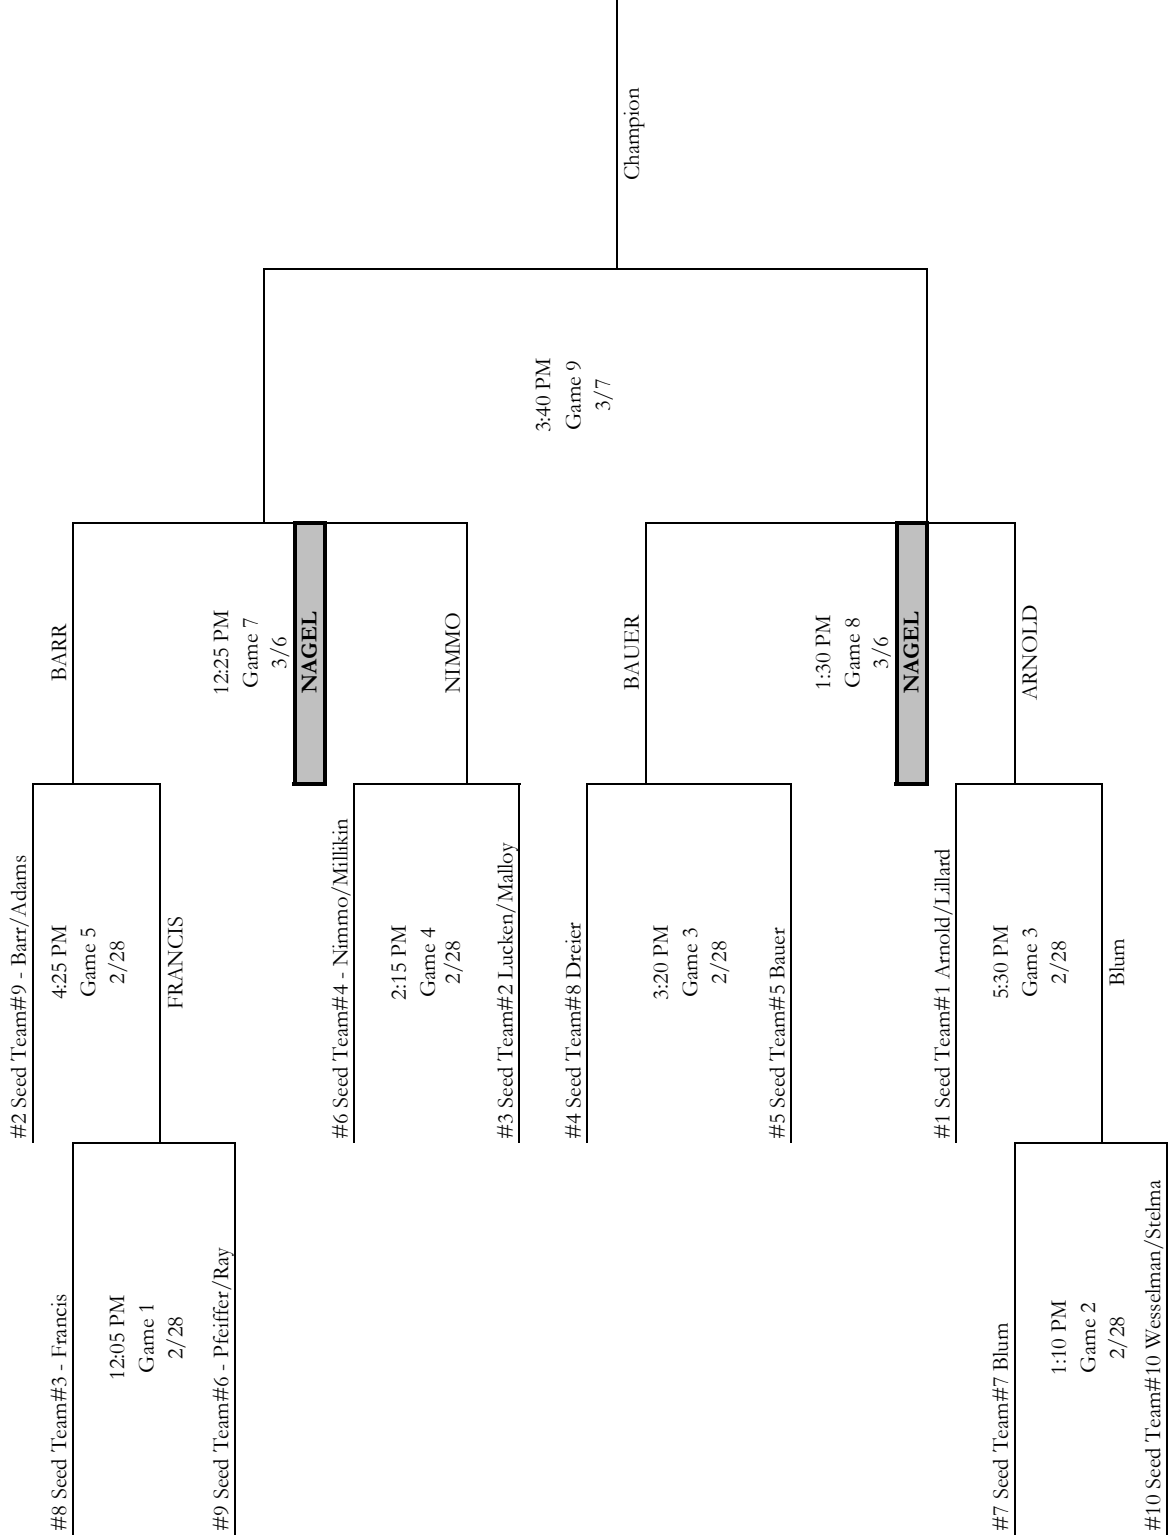 #8 Seed Team#3 - Francis
12:05 PM
Game 1
2/28
#9 Seed Team#6 - Pfeiffer/Ray
#7 Seed Team#7 Blum
1:10 PM
Game 2
2/28
#10 Seed Team#10 Wesselman/Stelma
#2 Seed Team#9 - Barr/Adams
4:25 PM
Game 5
2/28
FRANCIS
#6 Seed Team#4 - Nimmo/Millikin
2:15 PM
Game 4
2/28
#3 Seed Team#2 Lucken/Malloy
#4 Seed Team#8 Dreier
3:20 PM
Game 3
2/28
#5 Seed Team#5 Bauer
#1 Seed Team#1 Arnold/Lillard
5:30 PM
Game 3
2/28
Blum
BARR
12:25 PM
Game 7
3/6
NAGEL
NIMMO
BAUER
1:30 PM
Game 8
3/6
NAGEL
ARNOLD
3:40 PM
Game 9
3/7
Champion